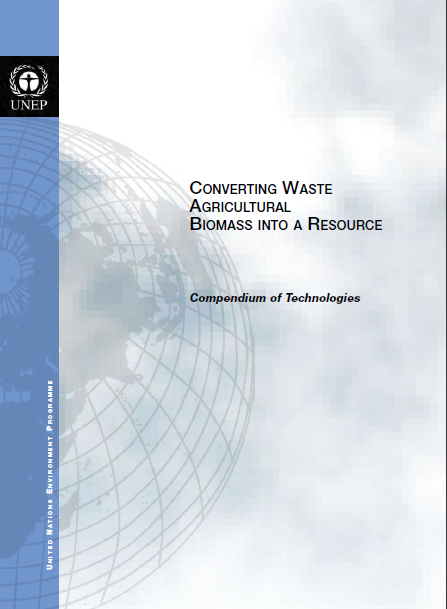 UNEP
CONVERTING WASTE
AGRICULTURAL
BIOMASS INTO A RESOURCE
Compendium of Technologies
UNITED NATIONS ENVIRONMENT PROGRAMME